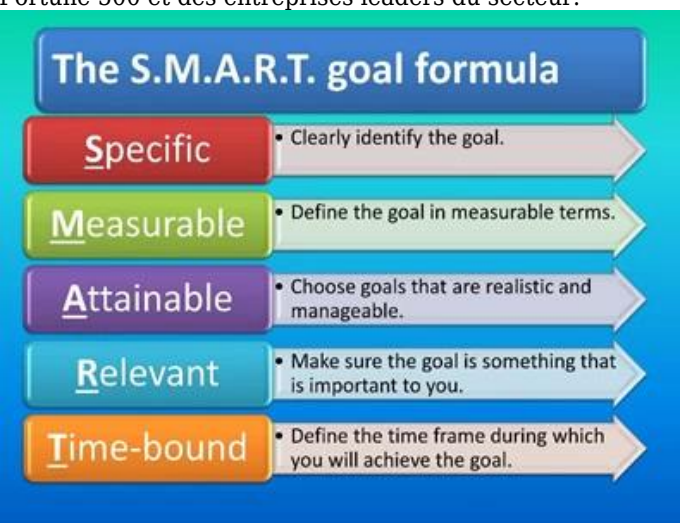 Fortune 500 et des entreprises leaders du secteur.
The S.M.A.R.T. goal formula
Specific
• Clearly identify the goal.
Measurable
• Define the goal in measurable terms.
Attainable
• Choose goals that are realistic and
manageable.
Relevant
• Make sure the goal is something that
is important to you.
Time-bound
• Define the time frame during which
you will achieve the goal.